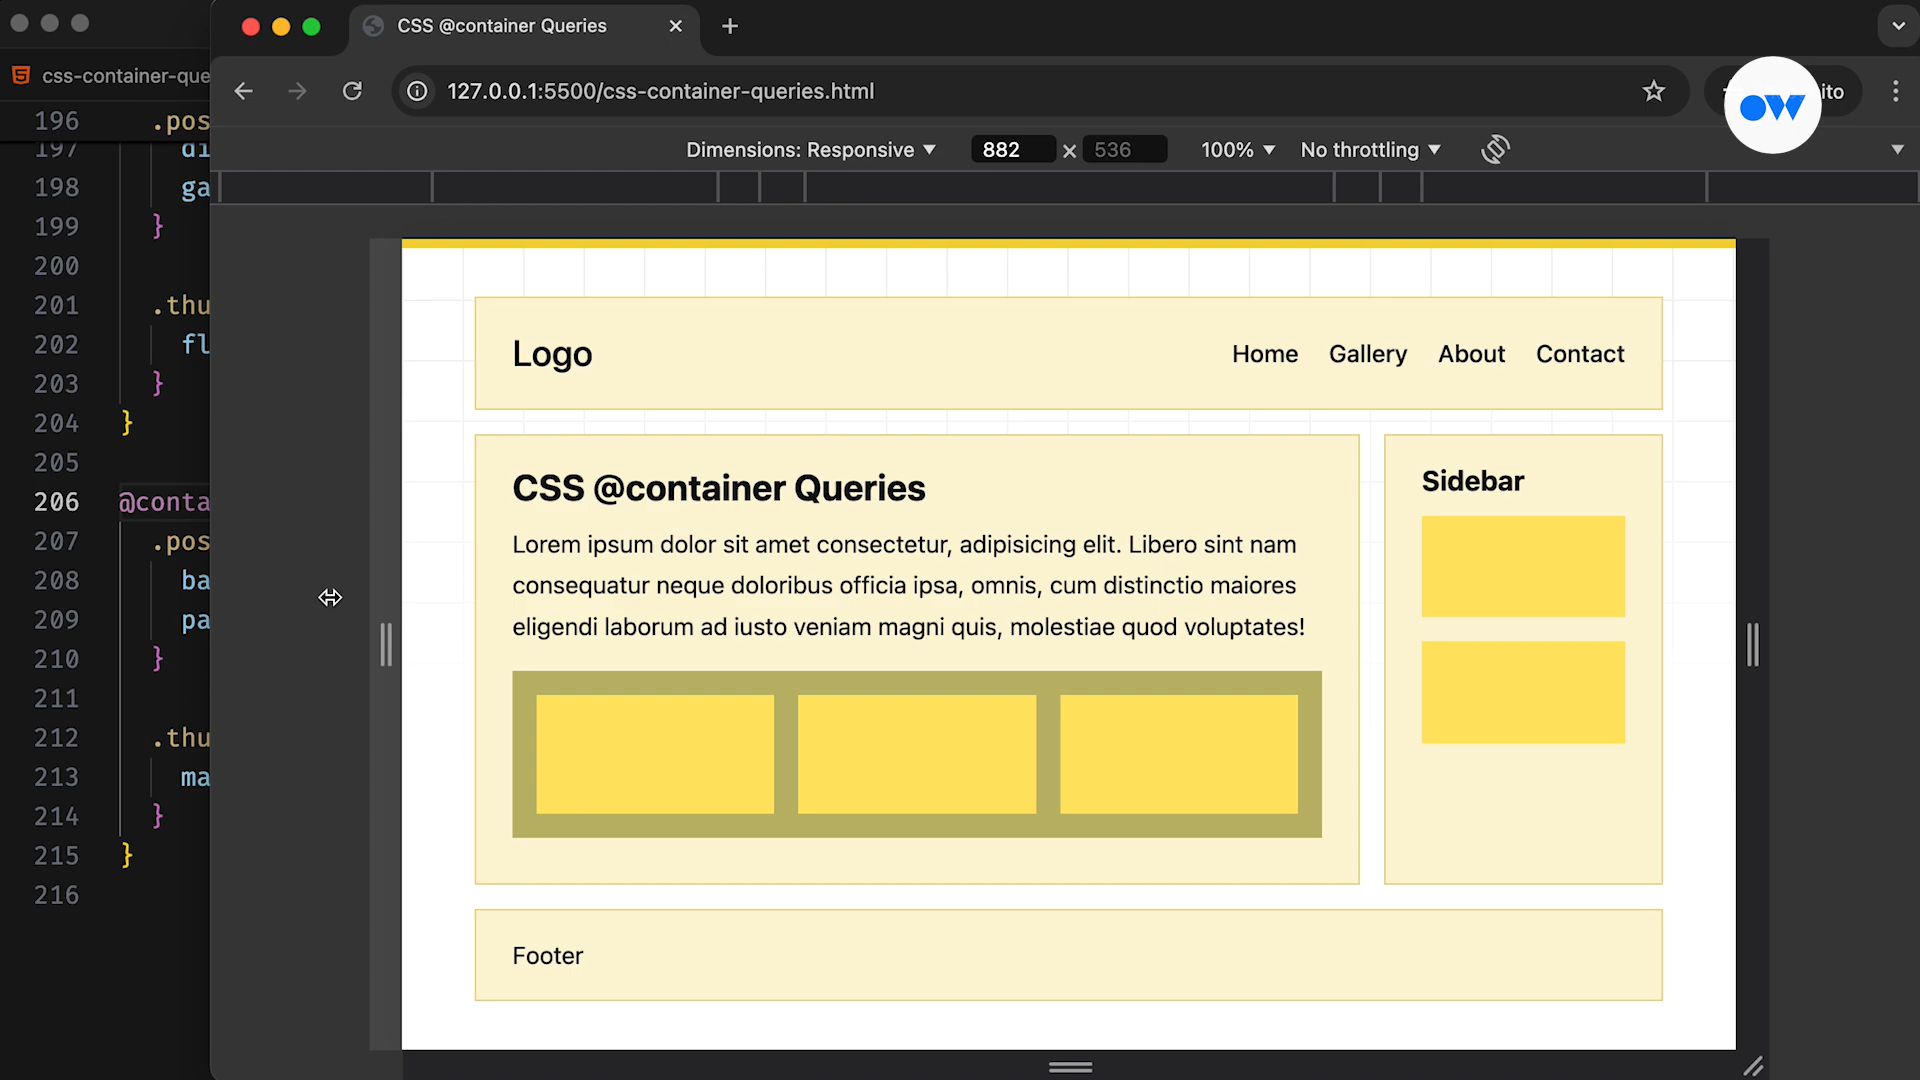 CSS @container Queries
css-container-que
127.0.0.1:5500/css-container-queries.html
ito
OW
Dimensions: Responsive
882 × 536
100%
No throttling
196 .pos
197 di
198 ga
199 }
200
201 .thu
202 fl
203 }
204 }
205
206 @conta
207 .pos
208 ba
209 pa
210 }
211
212 .thu
213 ma
214 }
215 }
216
Logo
Home Gallery About Contact
CSS @container Queries
Lorem ipsum dolor sit amet consectetur, adipisicing elit. Libero sint nam
consequatur neque doloribus officia ipsa, omnis, cum distinctio maiores
eligendi laborum ad iusto veniam magni quis, molestiae quod voluptates!
Sidebar
Footer